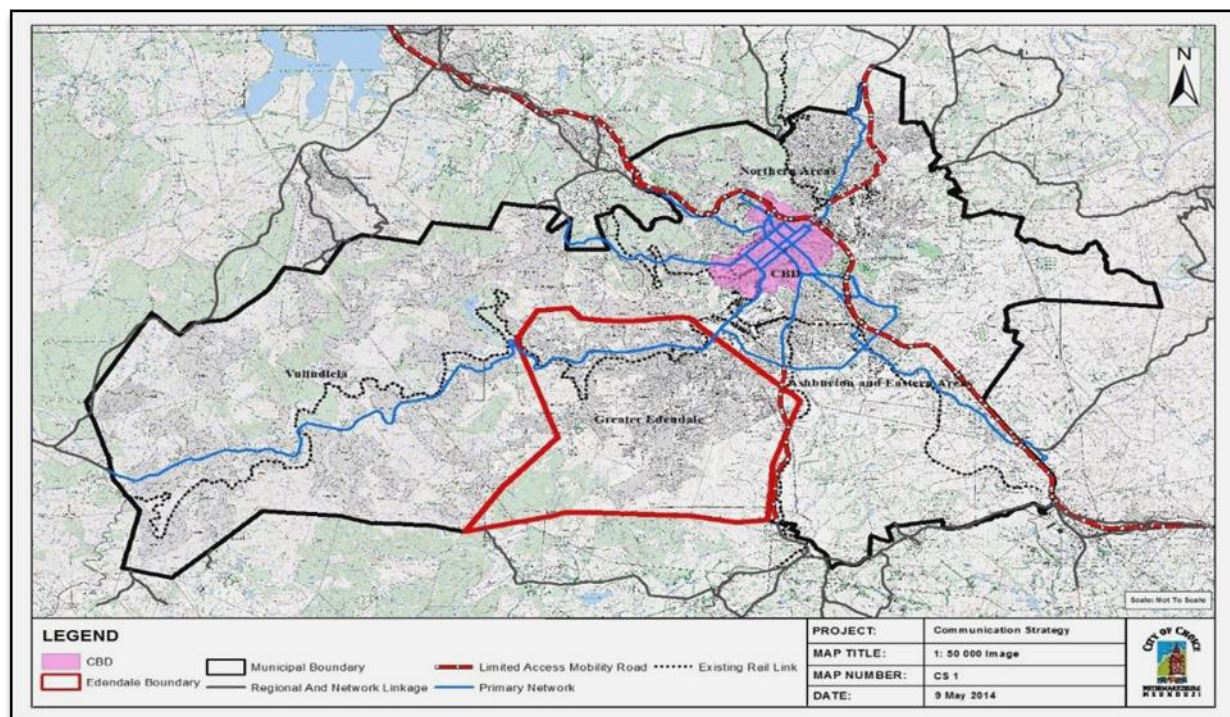 N
Northern Areas
CBD
Vulindlela
Ashburton and Eastern Areas
Greater Edendale
Scale: Not To Scale
LEGEND
CBD
Edendale Boundary
Municipal Boundary
Regional And Network Linkage
Limited Access Mobility Road
Primary Network
Existing Rail Link
PROJECT: Communication Strategy
MAP TITLE: 1: 50 000 Image
MAP NUMBER: CS 1
DATE: 9 May 2014
CITY OF CHOICE
PIETERMARITZBURG
MSUNDUZI